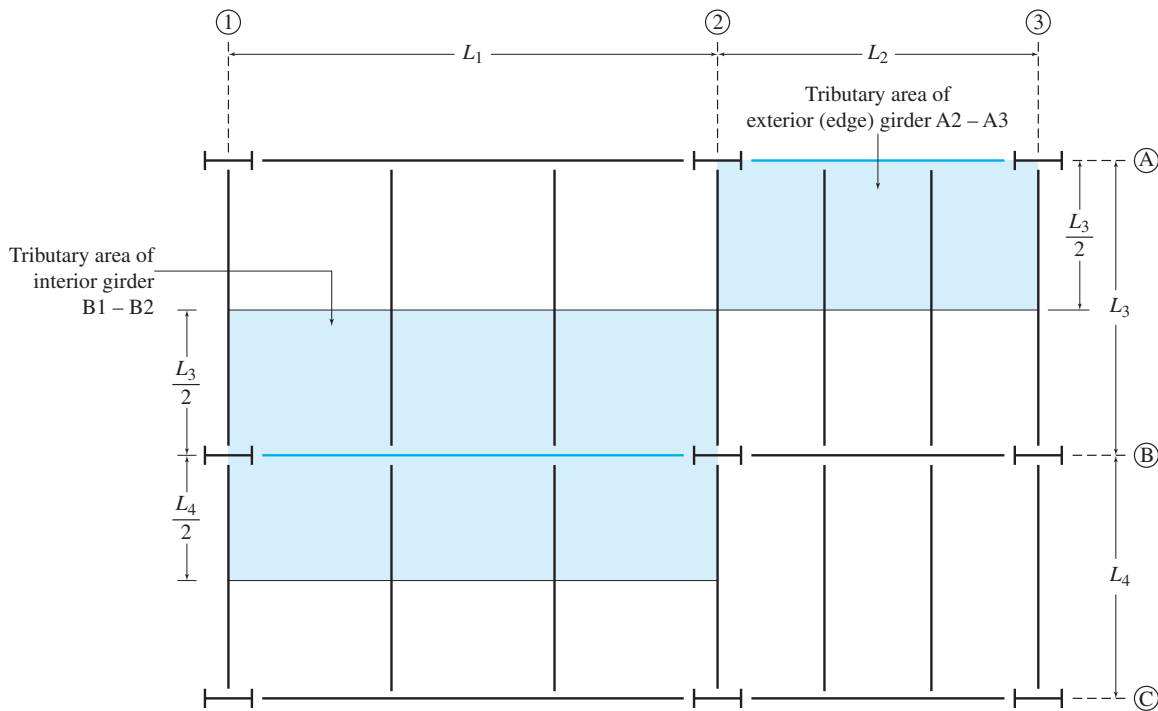 1
2
3
L1
L2
Tributary area of
exterior (edge) girder A2 – A3
A
L3
2
L3
Tributary area of
interior girder
B1 – B2
L3
2
B
L4
2
L4
C